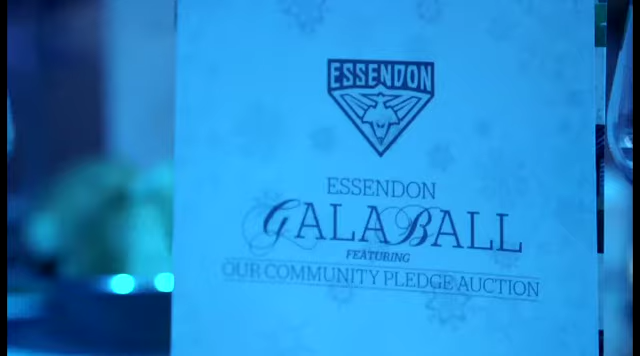 ESSENDON
ESSENDON
GALA BALL
FEATURING
OUR COMMUNITY PLEDGE AUCTION